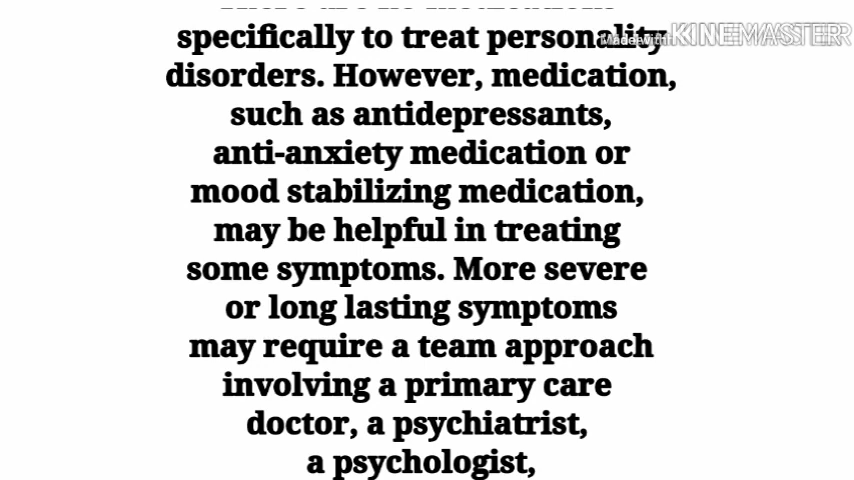 specifically to treat personality
disorders. However, medication,
such as antidepressants,
anti-anxiety medication or
mood stabilizing medication,
may be helpful in treating
some symptoms. More severe
or long lasting symptoms
may require a team approach
involving a primary care
doctor, a psychiatrist,
a psychologist,
Made with KINEMASTER